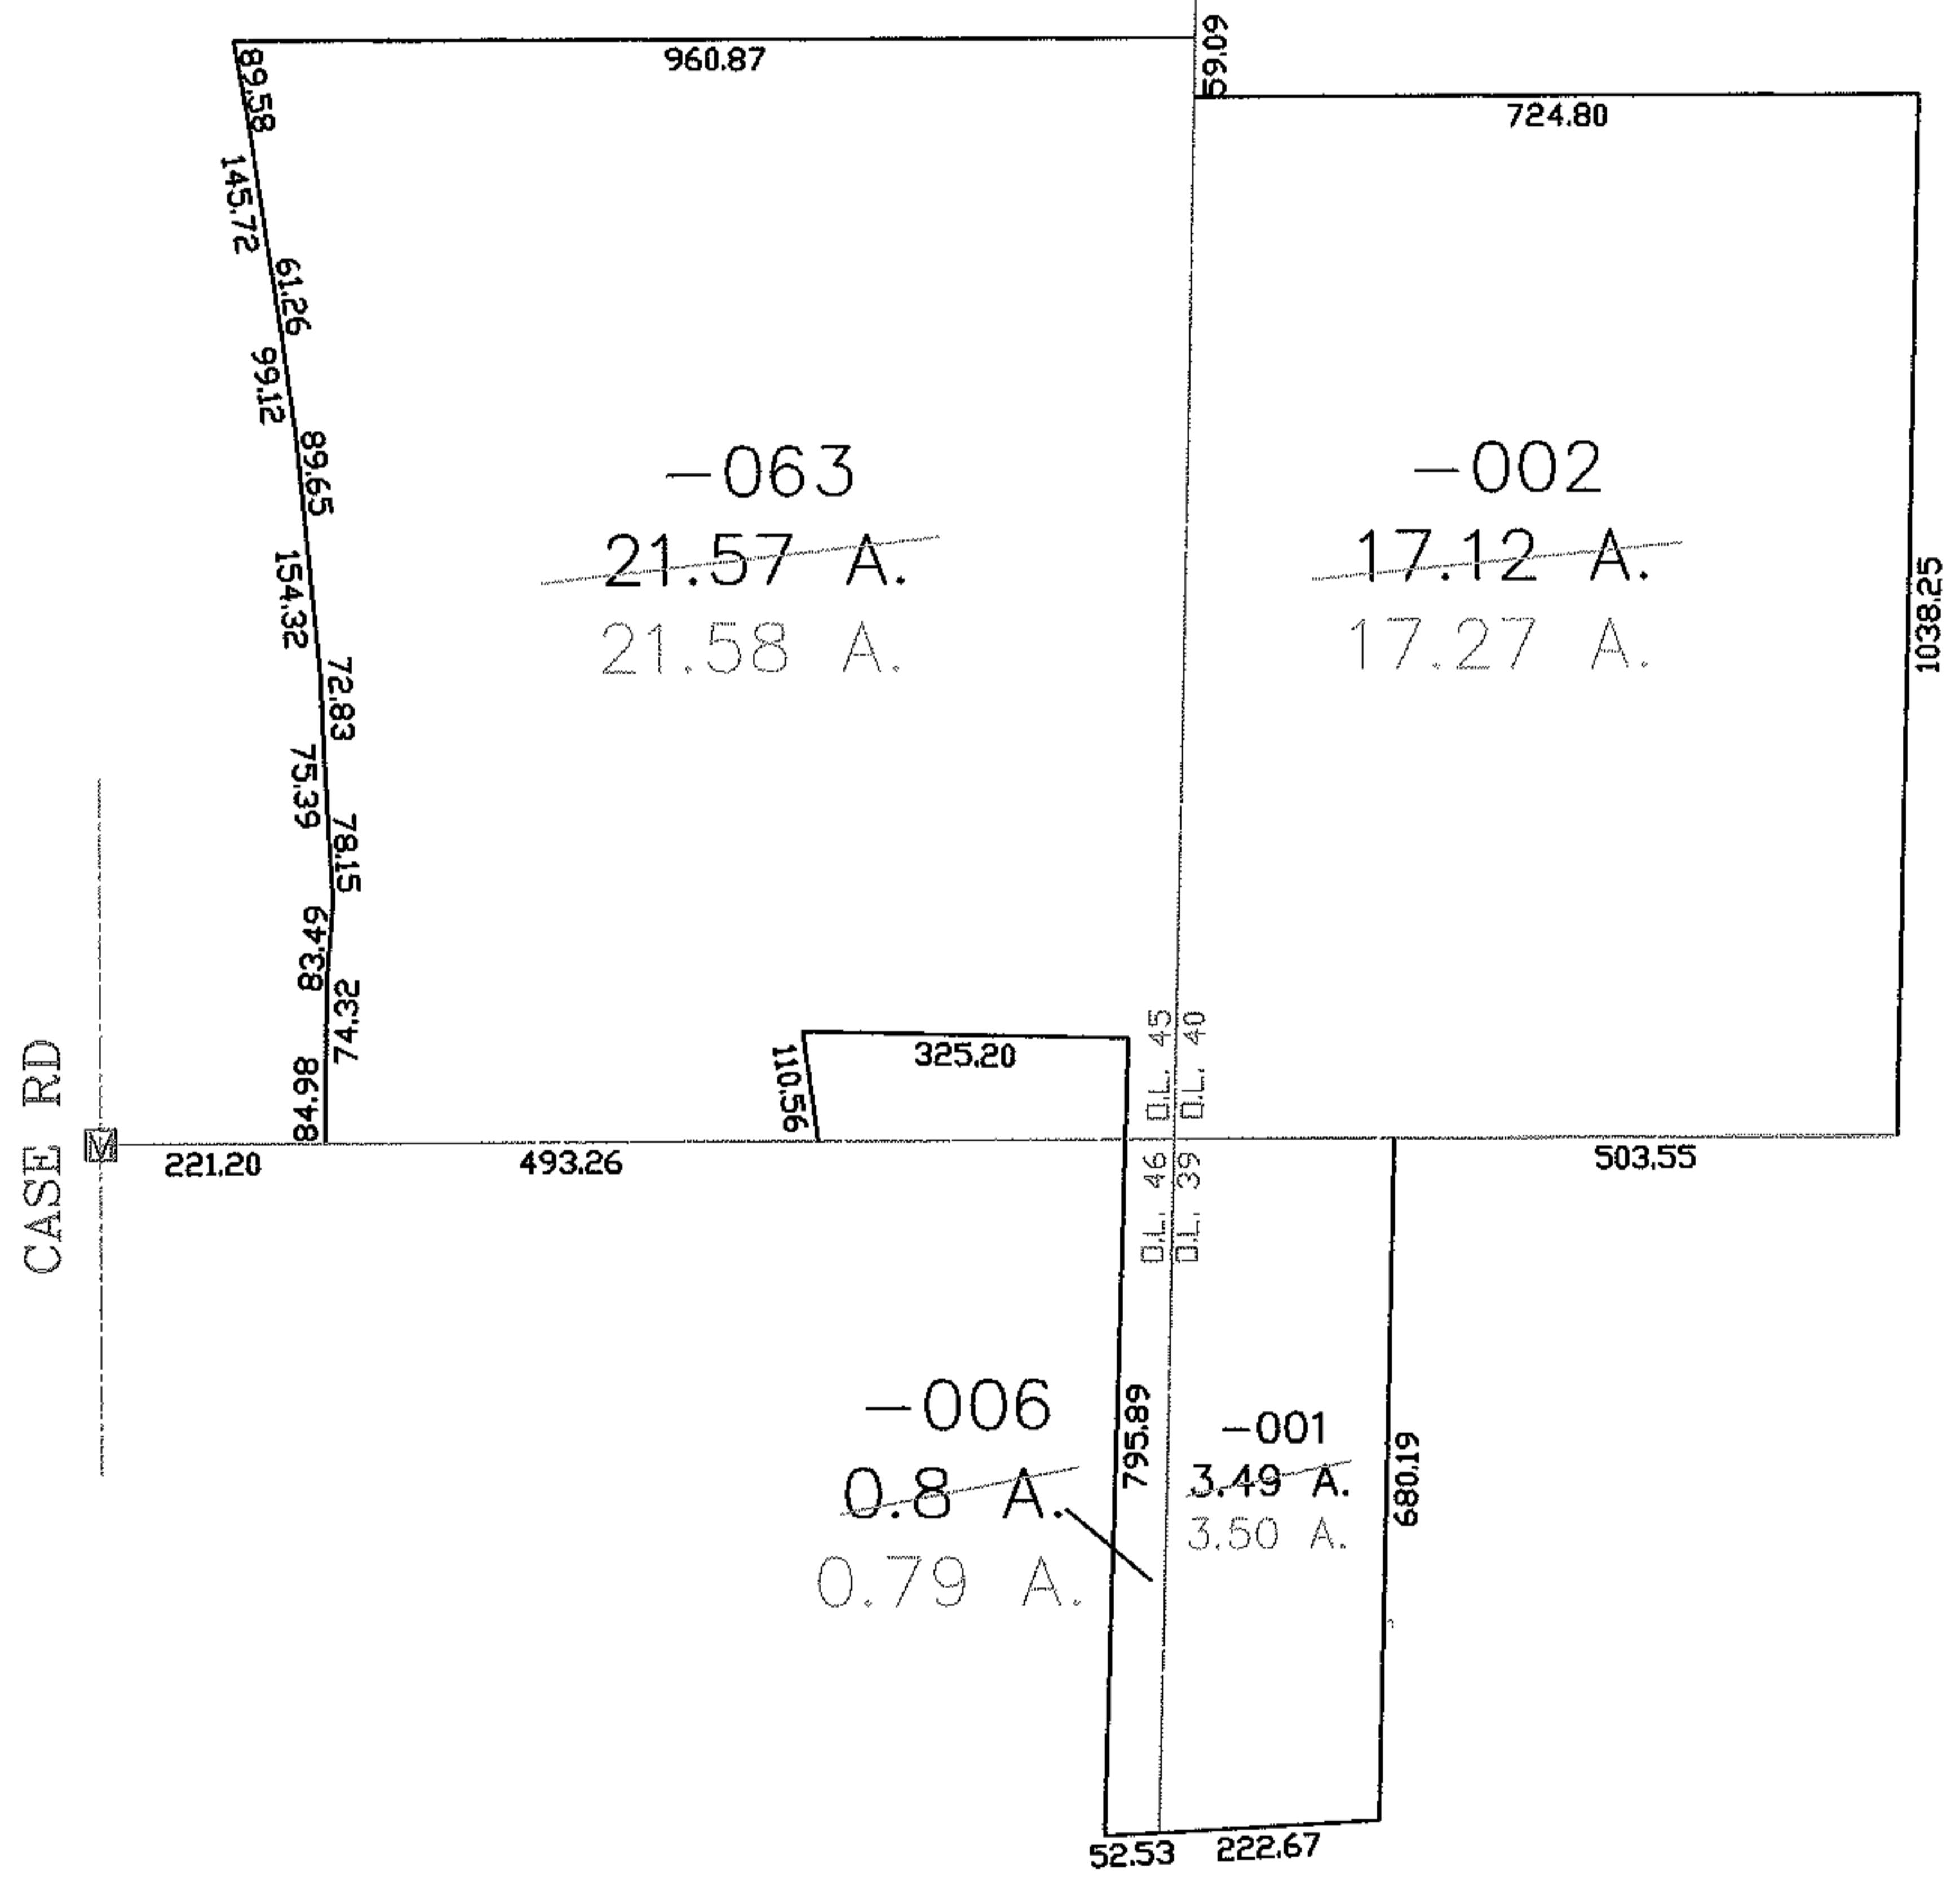 960.87
59.09
724.80
89.58
145.72
61.26
99.12
89.65
154.32
72.83
75.39
78.15
83.49
74.32
84.98
-063
21.57 A.
21.58 A.
-002
17.12 A.
17.27 A.
1038.25
325.20
110.56
O.L. 45
O.L. 40
CASE RD
M
221.20
493.26
503.55
O.L. 46
O.L. 39
-006
0.8 A.
0.79 A.
795.89
-001
3.49 A.
3.50 A.
680.19
52.53
222.67